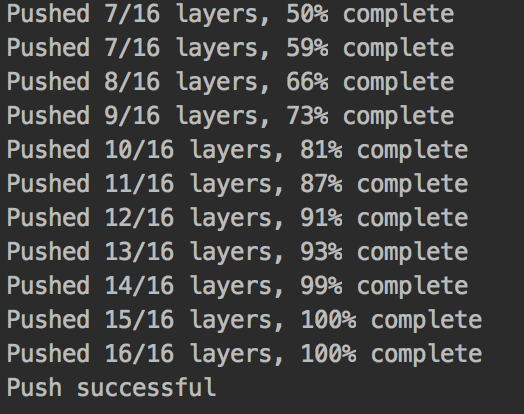 Pushed 7/16 layers, 50% complete
Pushed 7/16 layers, 59% complete
Pushed 8/16 layers, 66% complete
Pushed 9/16 layers, 73% complete
Pushed 10/16 layers, 81% complete
Pushed 11/16 layers, 87% complete
Pushed 12/16 layers, 91% complete
Pushed 13/16 layers, 93% complete
Pushed 14/16 layers, 99% complete
Pushed 15/16 layers, 100% complete
Pushed 16/16 layers, 100% complete
Push successful